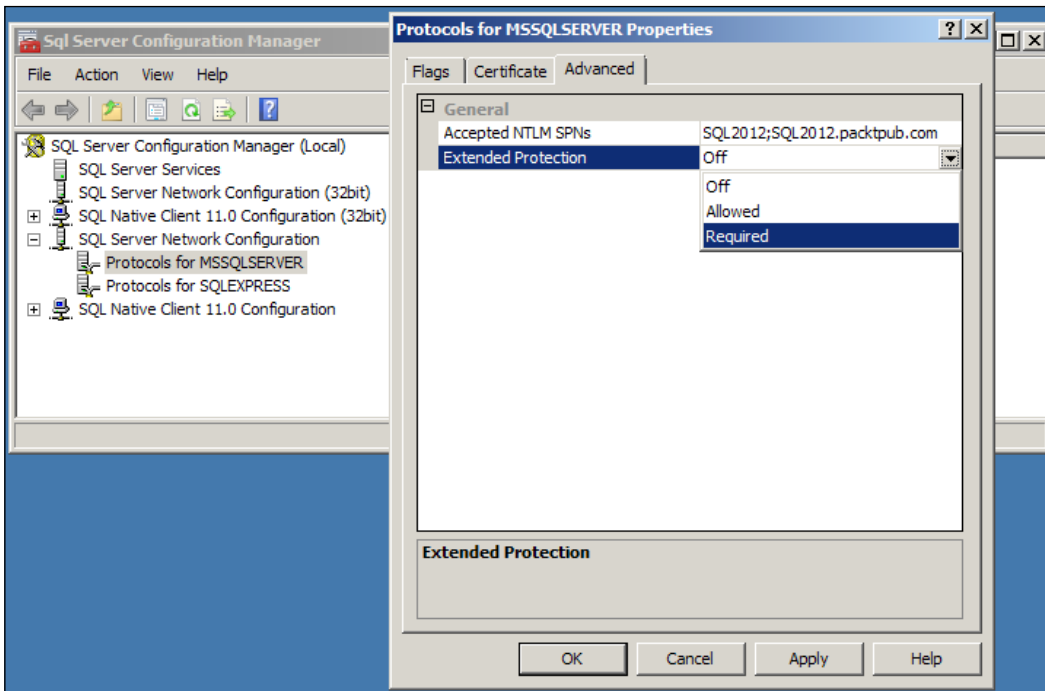 Sql Server Configuration Manager
File Action View Help
SQL Server Configuration Manager (Local)
SQL Server Services
SQL Server Network Configuration (32bit)
SQL Native Client 11.0 Configuration (32bit)
SQL Server Network Configuration
Protocols for MSSQLSERVER
Protocols for SQLEXPRESS
SQL Native Client 11.0 Configuration
Protocols for MSSQLSERVER Properties
Flags Certificate Advanced
General
Accepted NTLM SPNs SQL2012;SQL2012.packtpub.com
Extended Protection Off
Off
Allowed
Required
Extended Protection
OK Cancel Apply Help